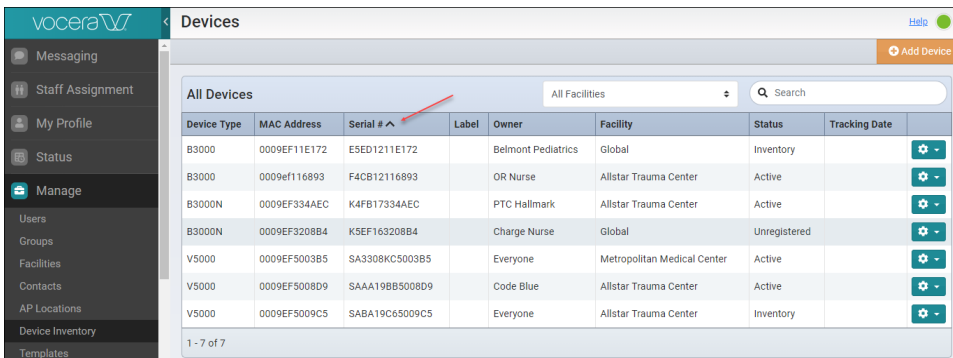 vocera
Devices
Help
Messaging
Staff Assignment
My Profile
Status
Manage
Users
Groups
Facilities
Contacts
AP Locations
Device Inventory
Templates
Add Device
All Devices
All Facilities
Search
Device Type MAC Address Serial # Label Owner Facility Status Tracking Date
B3000 0009EF11E172 E5ED1211E172 Belmont Pediatrics Global Inventory
B3000 0009ef116893 F4CB12116893 OR Nurse Allstar Trauma Center Active
B3000N 0009EF334AEC K4FB17334AEC PTC Hallmark Allstar Trauma Center Active
B3000N 0009EF3208B4 K5EF163208B4 Charge Nurse Global Unregistered
V5000 0009EF5003B5 SA3308KC5003B5 Everyone Metropolitan Medical Center Active
V5000 0009EF5008D9 SAAA19BB5008D9 Code Blue Allstar Trauma Center Active
V5000 0009EF5009C5 SABA19C65009C5 Everyone Allstar Trauma Center Inventory
1 - 7 of 7